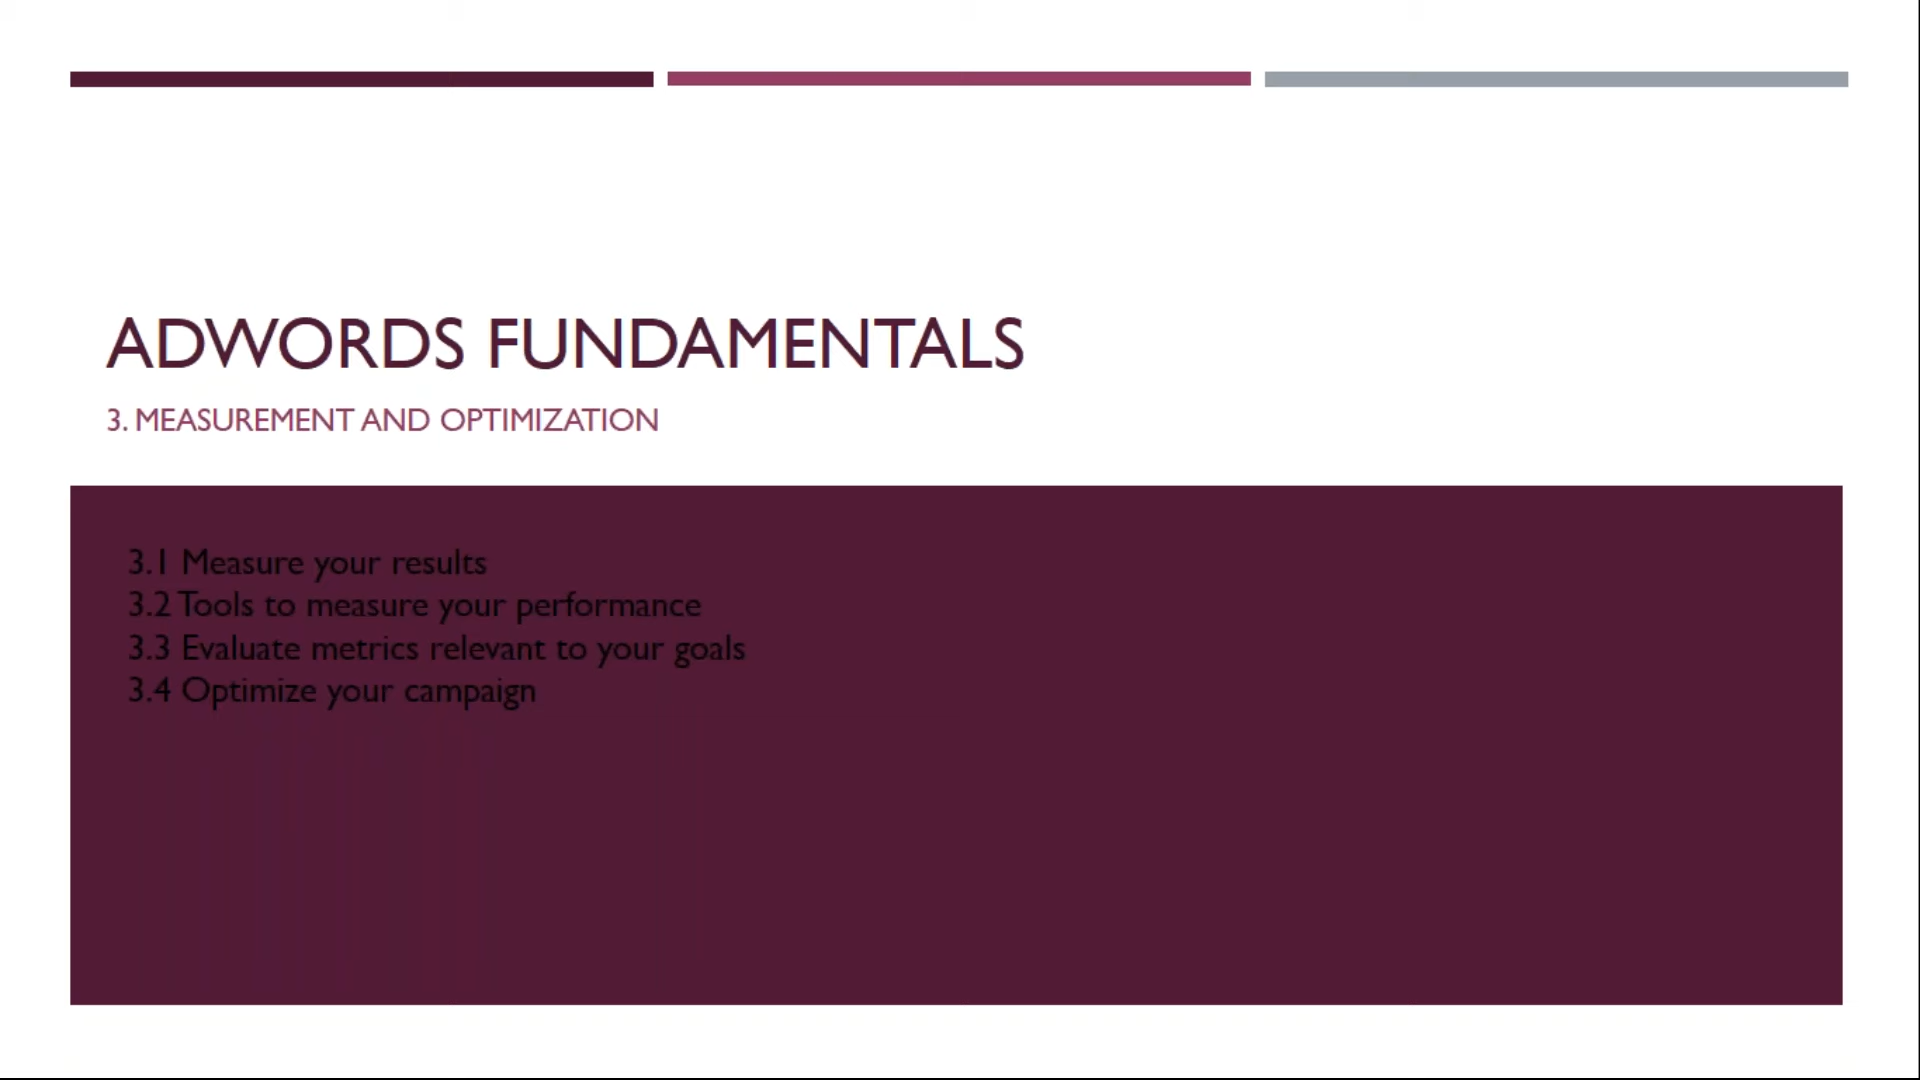 ADWORDS FUNDAMENTALS
3. MEASUREMENT AND OPTIMIZATION
3.1 Measure your results
3.2 Tools to measure your performance
3.3 Evaluate metrics relevant to your goals
3.4 Optimize your campaign